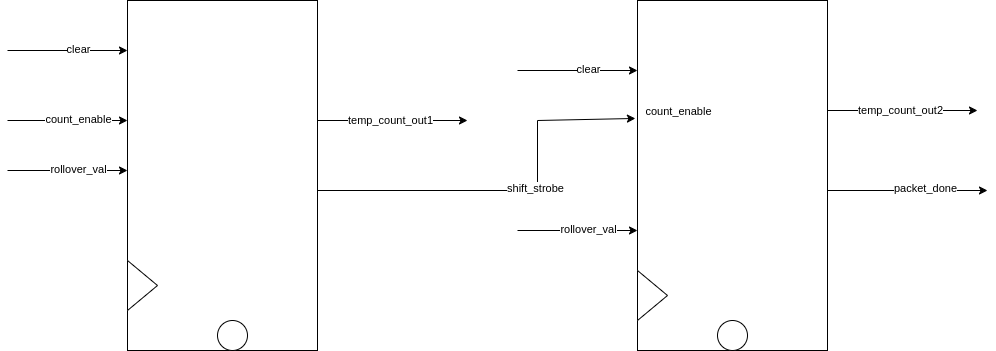 clear
count_enable
rollover_val
temp_count_out1
shift_strobe
clear
count_enable
rollover_val
temp_count_out2
packet_done